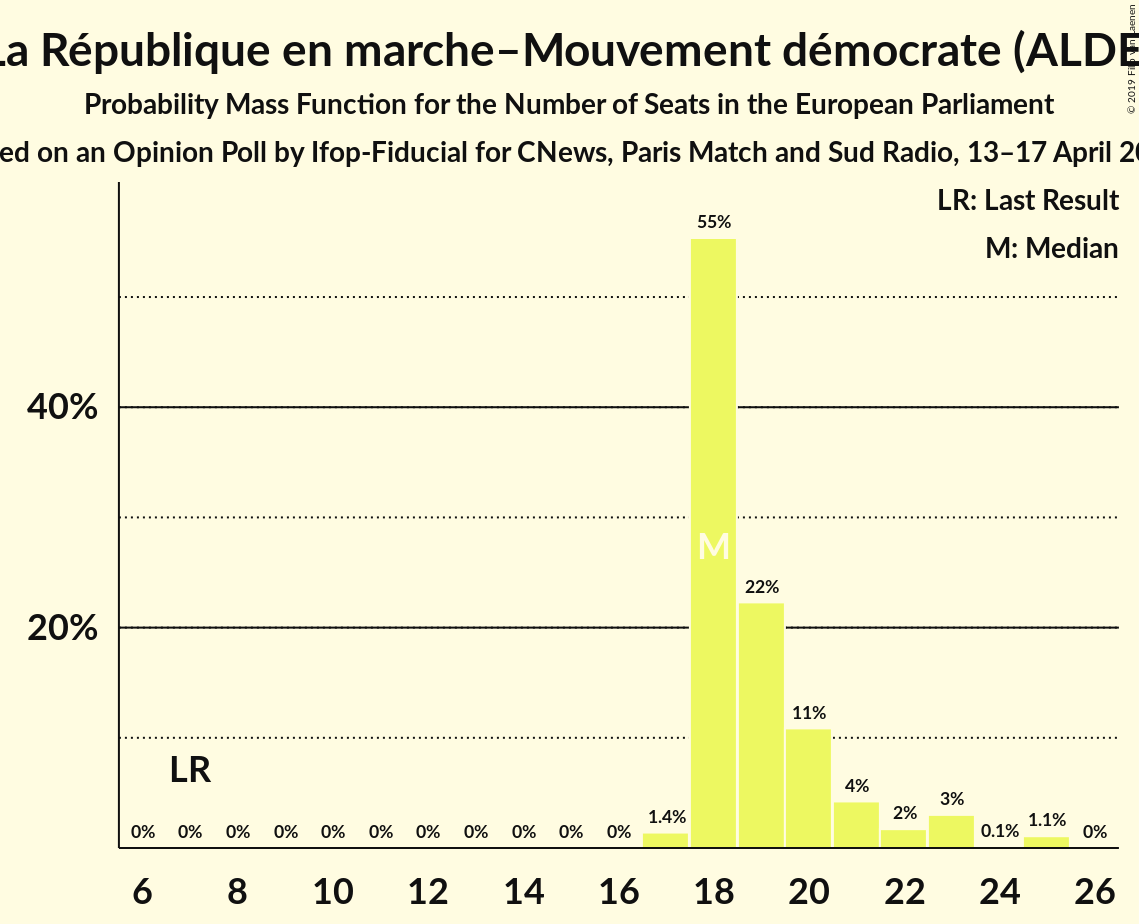 La République en marche–Mouvement démocrate (ALDE
Probability Mass Function for the Number of Seats in the European Parliament
on an Opinion Poll by Ifop-Fiducial for CNews, Paris Match and Sud Radio, 13–17 April
© 2019
LR: Last Result
M: Median
55%
40%
M
22%
20%
11%
LR
4%
3%
2%
1.4%
1.1%
0% 0% 0% 0% 0% 0% 0% 0% 0% 0% 0% 0.1% 0%
6 8 10 12 14 16 18 20 22 24 26